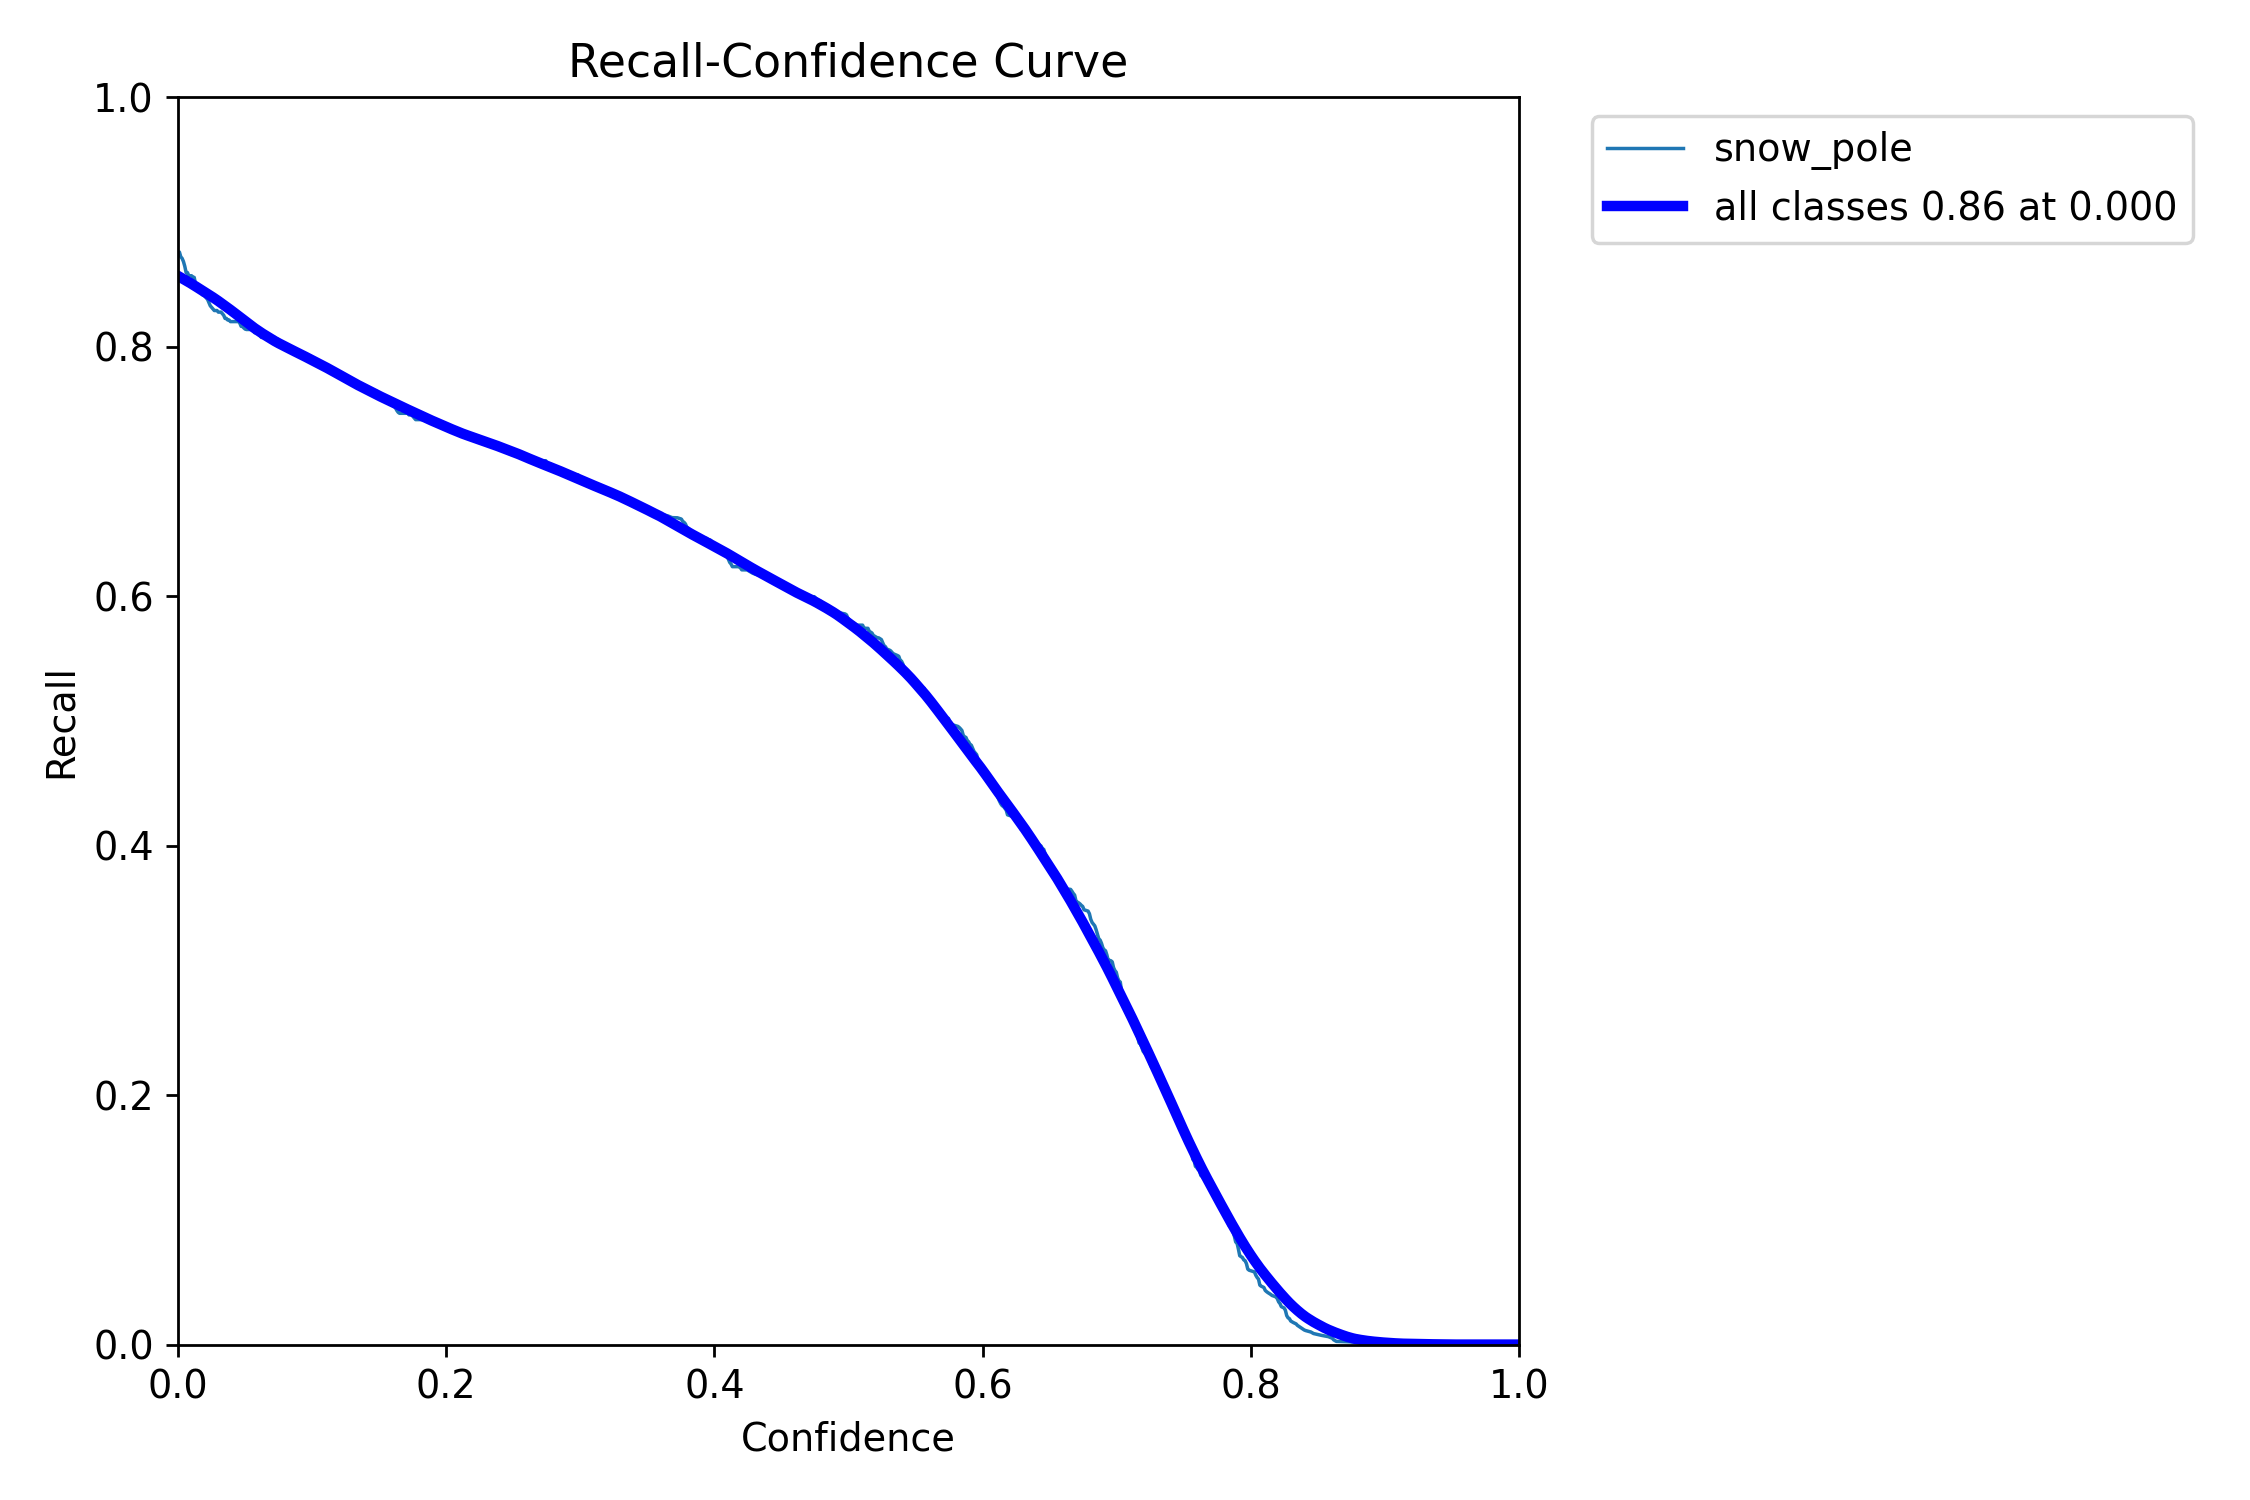 Recall-Confidence Curve
1.0
0.8
0.6
0.4
0.2
0.0
Recall
0.0 0.2 0.4 0.6 0.8 1.0
Confidence
snow_pole
all classes 0.86 at 0.000